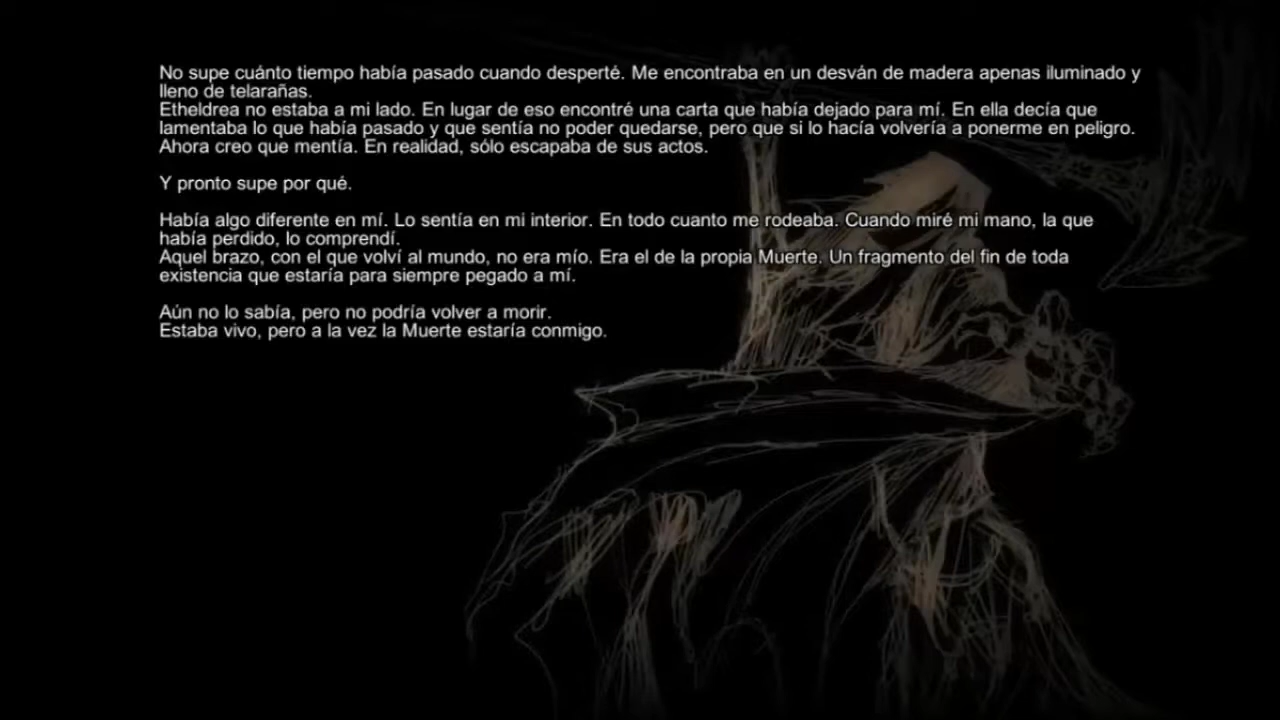 No supe cuánto tiempo había pasado cuando desperté. Me encontraba en un desván de madera apenas iluminado y
lleno de telarañas.
Etheldrea no estaba a mi lado. En lugar de eso encontré una carta que había dejado para mí. En ella decía que
lamentaba lo que había pasado y que sentía no poder quedarse, pero que si lo hacía volvería a ponerme en peligro.
Ahora creo que mentía. En realidad, sólo escapaba de sus actos.
Y pronto supe por qué.
Había algo diferente en mí. Lo sentía en mi interior. En todo cuanto me rodeaba. Cuando miré mi mano, la que
había perdido, lo comprendí.
Aquel brazo, con el que volví al mundo, no era mío. Era el de la propia Muerte. Un fragmento del fin de toda
existencia que estaría para siempre pegado a mí.
Aún no lo sabía, pero no podría volver a morir.
Estaba vivo, pero a la vez la Muerte estaría conmigo.